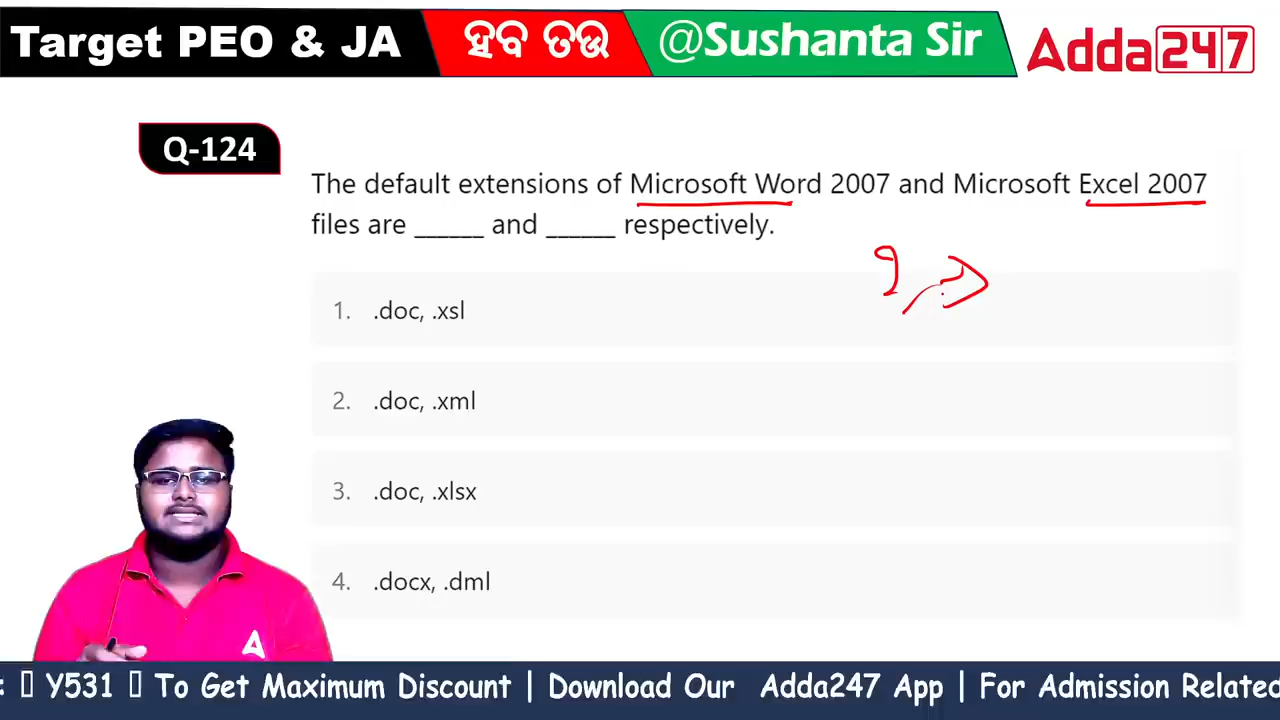 Target PEO & JA ହବ ତଉ @Sushanta Sir Adda247
Q-124
The default extensions of Microsoft Word 2007 and Microsoft Excel 2007
files are ______ and ______ respectively.
1. .doc, .xsl
2. .doc, .xml
3. .doc, .xlsx
4. .docx, .dml
: Y531 To Get Maximum Discount | Download Our Adda247 App | For Admission Related